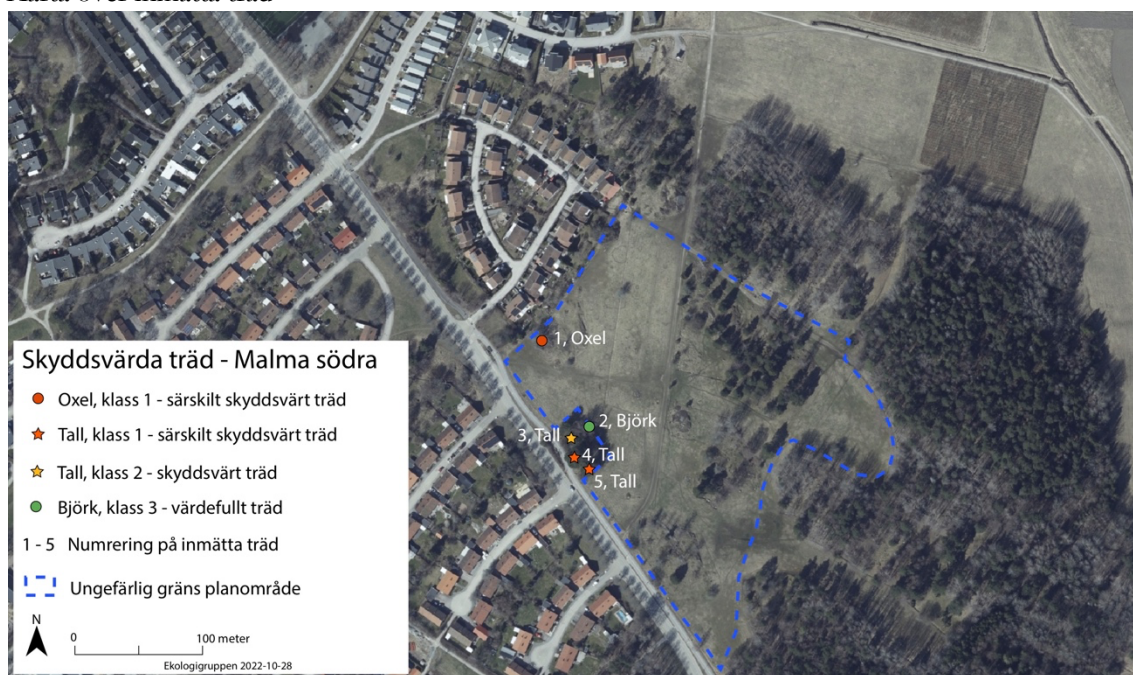 Karta över inmätta träd
1, Oxel
2, Björk
3, Tall
4, Tall
5, Tall
Skyddsvärda träd - Malma södra
Oxel, klass 1 - särskilt skyddsvärt träd
Tall, klass 1 - särskilt skyddsvärt träd
Tall, klass 2 - skyddsvärt träd
Björk, klass 3 - värdefullt träd
1 - 5 Numrering på inmätta träd
Ungefärlig gräns planområde
N
0 100 meter
Ekologigruppen 2022-10-28